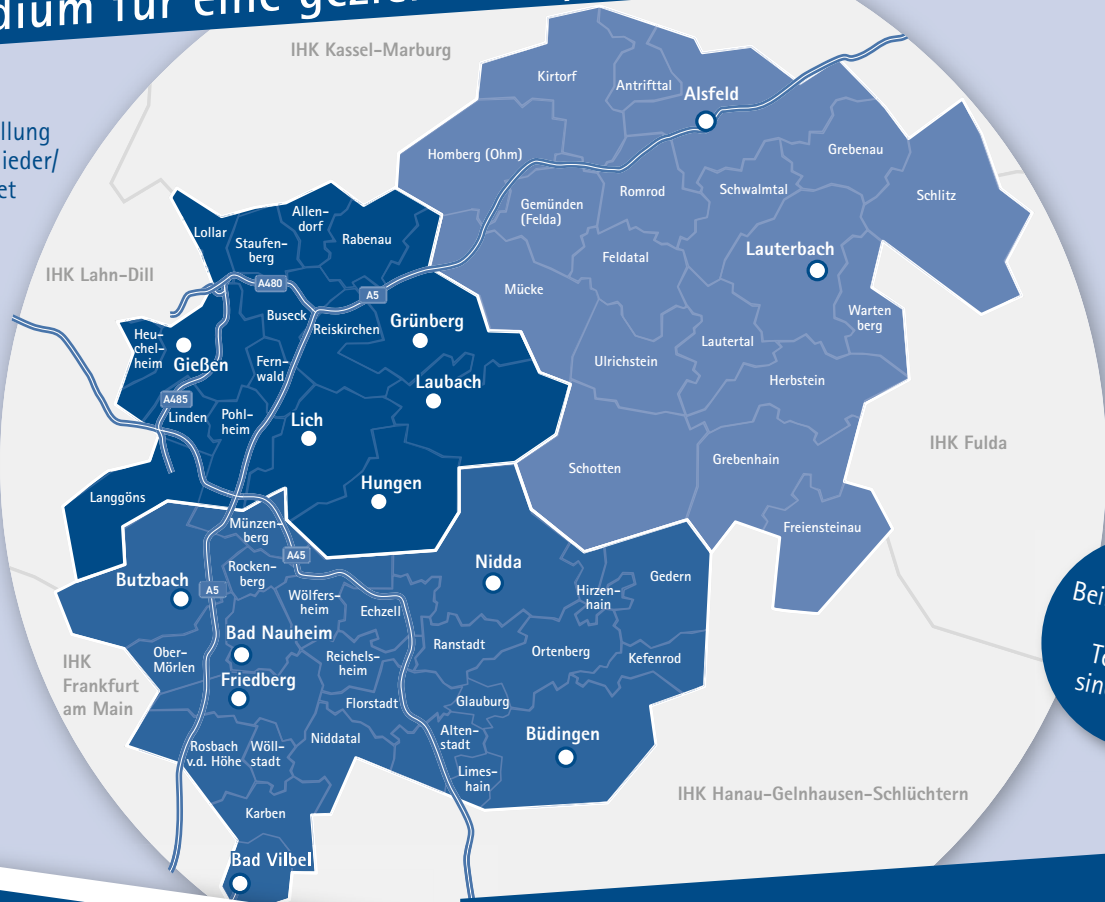 dium für eine
IHK Kassel-Marburg
llung
ieder/
et
Kirtorf
Antrifttal
Alsfeld
Homberg (Ohm)
Grebenau
Gemünden
(Felda)
Romrod
Schwalmtal
Schlitz
Lollar
Staufen-
berg
Allen-
dorf
Rabenau
Feldatal
Lauterbach
IHK Lahn-Dill
A480
A5
Mücke
Buseck
Reiskirchen
Grünberg
Warten
berg
Heu-
chel-
heim
Gießen
Fern-
wald
Lautertal
Ulrichstein
Laubach
Herbstein
A485
Linden
Pohl-
heim
Lich
IHK Fulda
Schotten
Grebenhain
Hungen
Langgöns
Freiensteinau
Münzen-
berg
A45
Butzbach
A5
Rocken-
berg
Nidda
Gedern
Hirzen-
hain
Wölfers-
heim
Echzell
Bei
Bad Nauheim
Ober-
Mörlen
Reichels-
heim
Ranstadt
Ortenberg
Kefenrod
IHK
Frankfurt
am Main
Friedberg
Florstadt
Glauburg
Rosbach
v.d. Höhe
Wöll-
stadt
Niddatal
Alten-
stadt
Büdingen
Limes-
hain
IHK Hanau-Gelnhausen-Schlüchtern
Karben
Bad Vilbel